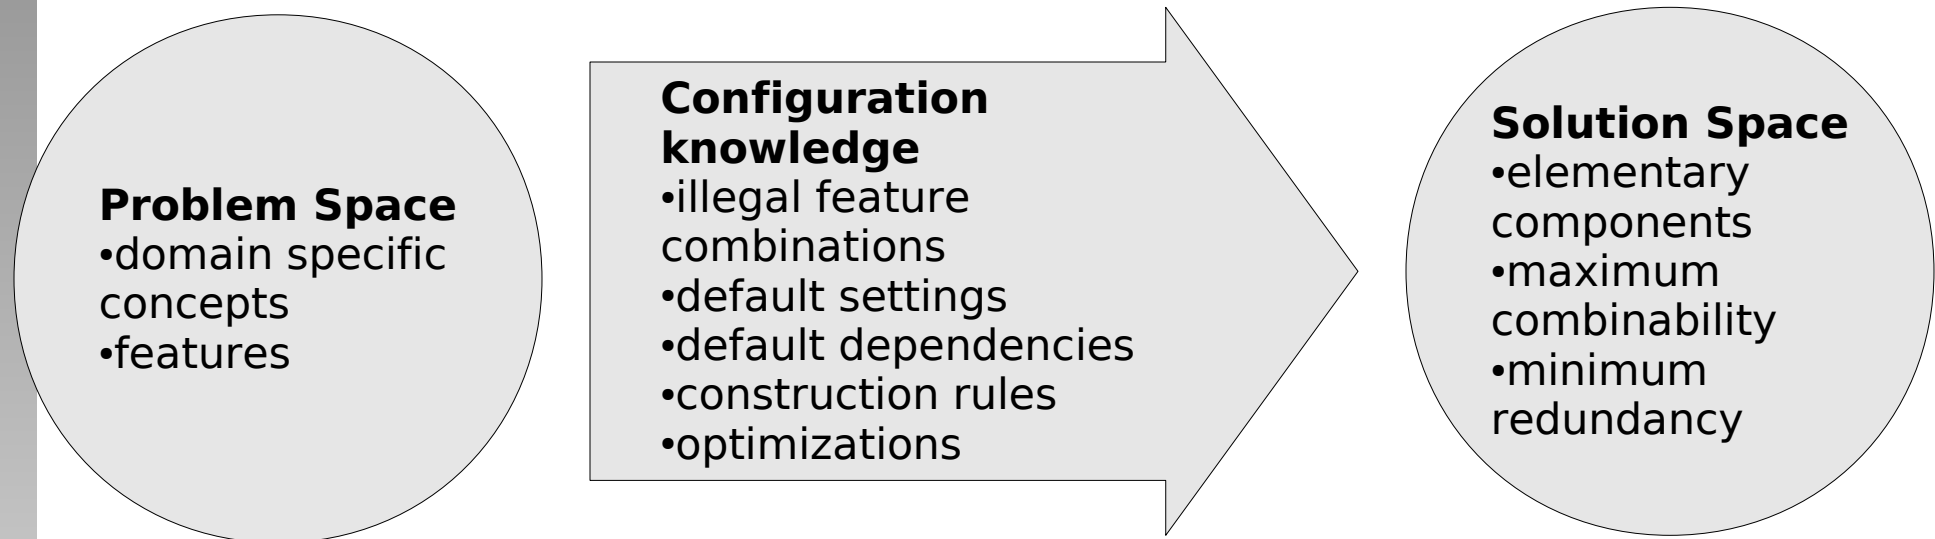 Problem Space
•domain specific
concepts
•features
Configuration
knowledge
•illegal feature
combinations
•default settings
•default dependencies
•construction rules
•optimizations
Solution Space
•elementary
components
•maximum
combinability
•minimum
redundancy